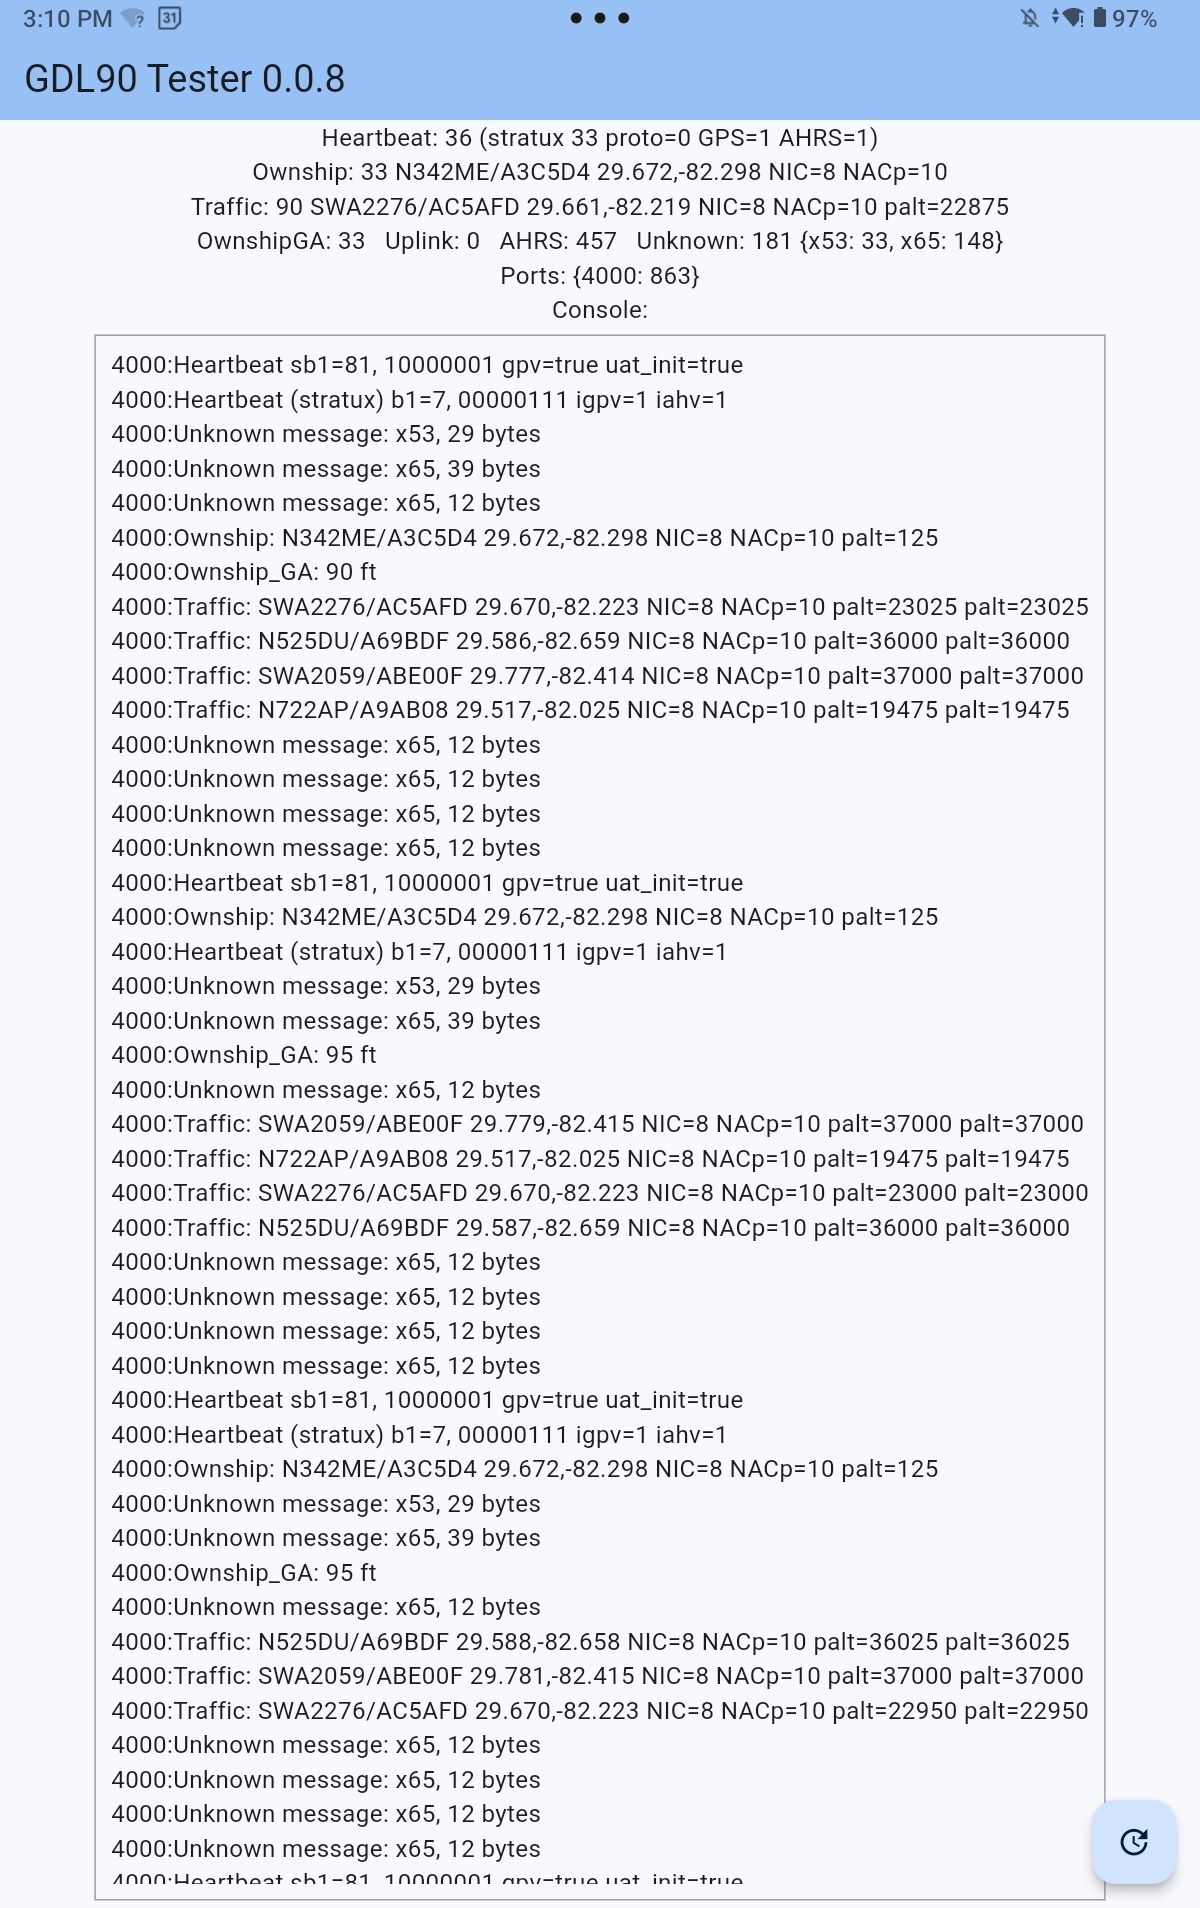 3:10 PM ? 31 97%
GDL90 Tester 0.0.8
Heartbeat: 36 (stratux 33 proto=0 GPS=1 AHRS=1)
Ownship: 33 N342ME/A3C5D4 29.672,-82.298 NIC=8 NACp=10
Traffic: 90 SWA2276/AC5AFD 29.661,-82.219 NIC=8 NACp=10 palt=22875
OwnshipGA: 33 Uplink: 0 AHRS: 457 Unknown: 181 {x53: 33, x65: 148}
Ports: {4000: 863}
Console:
4000:Heartbeat sb1=81, 10000001 gpv=true uat_init=true
4000:Heartbeat (stratux) b1=7, 00000111 igpv=1 iahv=1
4000:Unknown message: x53, 29 bytes
4000:Unknown message: x65, 39 bytes
4000:Unknown message: x65, 12 bytes
4000:Ownship: N342ME/A3C5D4 29.672,-82.298 NIC=8 NACp=10 palt=125
4000:Ownship_GA: 90 ft
4000:Traffic: SWA2276/AC5AFD 29.670,-82.223 NIC=8 NACp=10 palt=23025 palt=23025
4000:Traffic: N525DU/A69BDF 29.586,-82.659 NIC=8 NACp=10 palt=36000 palt=36000
4000:Traffic: SWA2059/ABE00F 29.777,-82.414 NIC=8 NACp=10 palt=37000 palt=37000
4000:Traffic: N722AP/A9AB08 29.517,-82.025 NIC=8 NACp=10 palt=19475 palt=19475
4000:Unknown message: x65, 12 bytes
4000:Unknown message: x65, 12 bytes
4000:Unknown message: x65, 12 bytes
4000:Unknown message: x65, 12 bytes
4000:Heartbeat sb1=81, 10000001 gpv=true uat_init=true
4000:Ownship: N342ME/A3C5D4 29.672,-82.298 NIC=8 NACp=10 palt=125
4000:Heartbeat (stratux) b1=7, 00000111 igpv=1 iahv=1
4000:Unknown message: x53, 29 bytes
4000:Unknown message: x65, 39 bytes
4000:Ownship_GA: 95 ft
4000:Unknown message: x65, 12 bytes
4000:Traffic: SWA2059/ABE00F 29.779,-82.415 NIC=8 NACp=10 palt=37000 palt=37000
4000:Traffic: N722AP/A9AB08 29.517,-82.025 NIC=8 NACp=10 palt=19475 palt=19475
4000:Traffic: SWA2276/AC5AFD 29.670,-82.223 NIC=8 NACp=10 palt=23000 palt=23000
4000:Traffic: N525DU/A69BDF 29.587,-82.659 NIC=8 NACp=10 palt=36000 palt=36000
4000:Unknown message: x65, 12 bytes
4000:Unknown message: x65, 12 bytes
4000:Unknown message: x65, 12 bytes
4000:Unknown message: x65, 12 bytes
4000:Heartbeat sb1=81, 10000001 gpv=true uat_init=true
4000:Heartbeat (stratux) b1=7, 00000111 igpv=1 iahv=1
4000:Ownship: N342ME/A3C5D4 29.672,-82.298 NIC=8 NACp=10 palt=125
4000:Unknown message: x53, 29 bytes
4000:Unknown message: x65, 39 bytes
4000:Ownship_GA: 95 ft
4000:Unknown message: x65, 12 bytes
4000:Traffic: N525DU/A69BDF 29.588,-82.658 NIC=8 NACp=10 palt=36025 palt=36025
4000:Traffic: SWA2059/ABE00F 29.781,-82.415 NIC=8 NACp=10 palt=37000 palt=37000
4000:Traffic: SWA2276/AC5AFD 29.670,-82.223 NIC=8 NACp=10 palt=22950 palt=22950
4000:Unknown message: x65, 12 bytes
4000:Unknown message: x65, 12 bytes
4000:Unknown message: x65, 12 bytes
4000:Unknown message: x65, 12 bytes
4000:Heartbeat sb1=81, 10000001 gpv=true uat_init=true